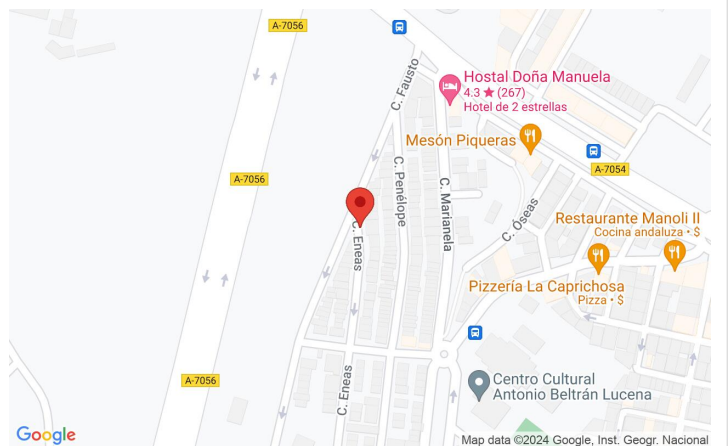 A-7056
C. Fausto
Hostal Doña Manuela
4.3 ★ (267)
Hotel de 2 estrellas
Mesón Piqueras
A-7054
C. Penélope
A-7056
C. Marianela
C. Óseas
C. Eneas
Restaurante Manoli II
Cocina andaluza • $
Pizzería La Caprichosa
Pizza • $
A-7056
C. Eneas
Centro Cultural
Antonio Beltrán Lucena
Google
Map data ©2024 Google, Inst. Geogr. Nacional